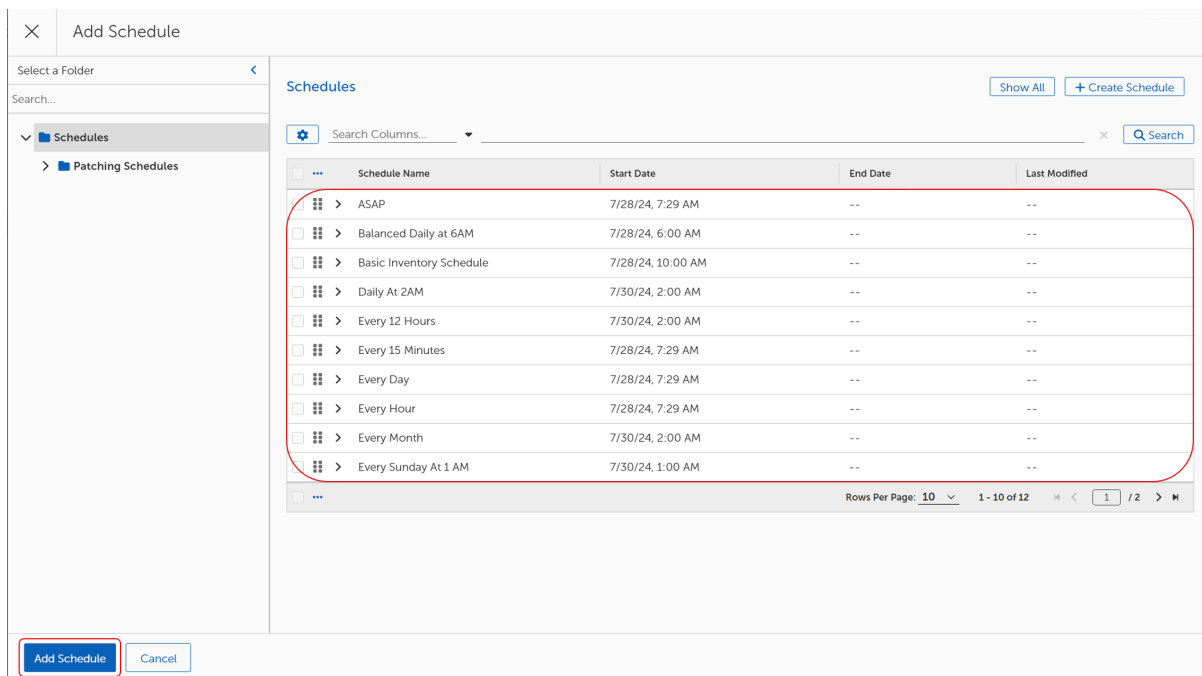 Add Schedule
Select a Folder
Search...
Schedules
Patching Schedules
Schedules
Show All
+ Create Schedule
Search Columns...
Search
Schedule Name Start Date End Date Last Modified
ASAP 7/28/24, 7:29 AM -- --
Balanced Daily at 6AM 7/28/24, 6:00 AM -- --
Basic Inventory Schedule 7/28/24, 10:00 AM -- --
Daily At 2AM 7/30/24, 2:00 AM -- --
Every 12 Hours 7/30/24, 2:00 AM -- --
Every 15 Minutes 7/28/24, 7:29 AM -- --
Every Day 7/28/24, 7:29 AM -- --
Every Hour 7/28/24, 7:29 AM -- --
Every Month 7/30/24, 2:00 AM -- --
Every Sunday At 1 AM 7/30/24, 1:00 AM -- --
Rows Per Page: 10 1 - 10 of 12 1 / 2
Add Schedule
Cancel